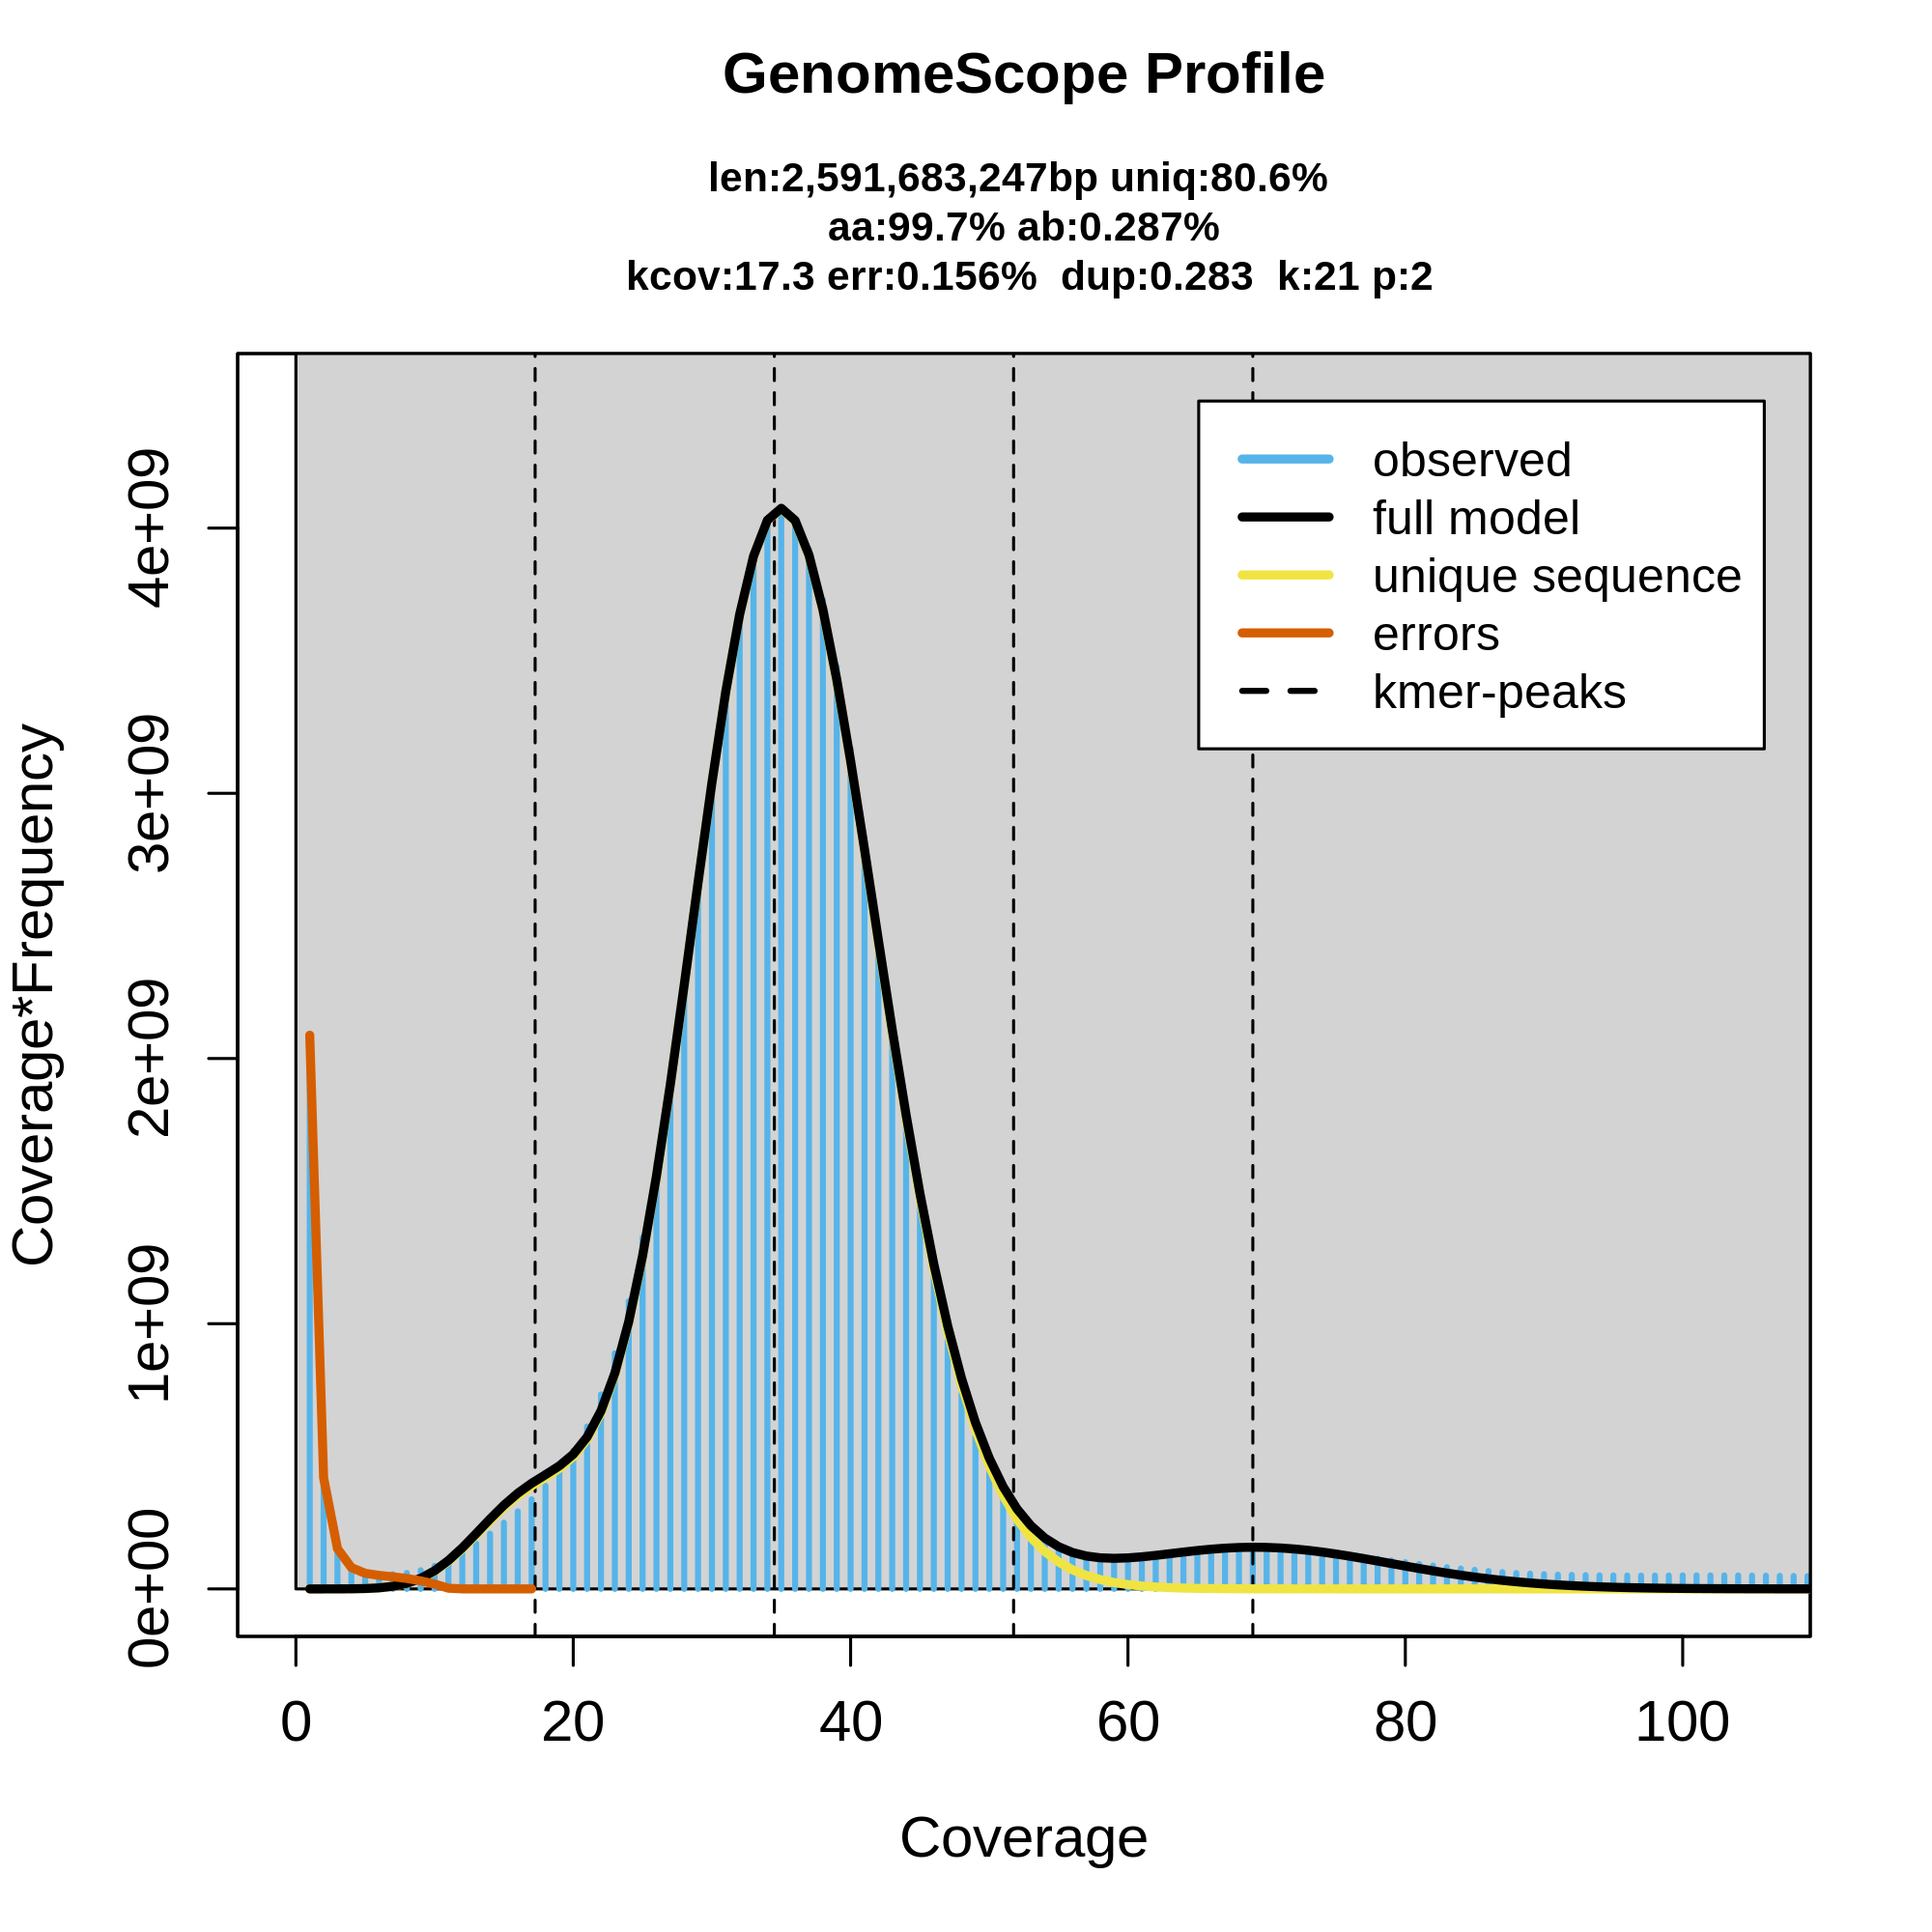 GenomeScope Profile
len:2,591,683,247bp uniq:80.6%
aa:99.7% ab:0.287%
kcov:17.3 err:0.156%  dup:0.283  k:21 p:2
observed
full model
unique sequence
errors
kmer-peaks
Coverage*Frequency
4e+09
3e+09
2e+09
1e+09
0e+00
0 20 40 60 80 100
Coverage